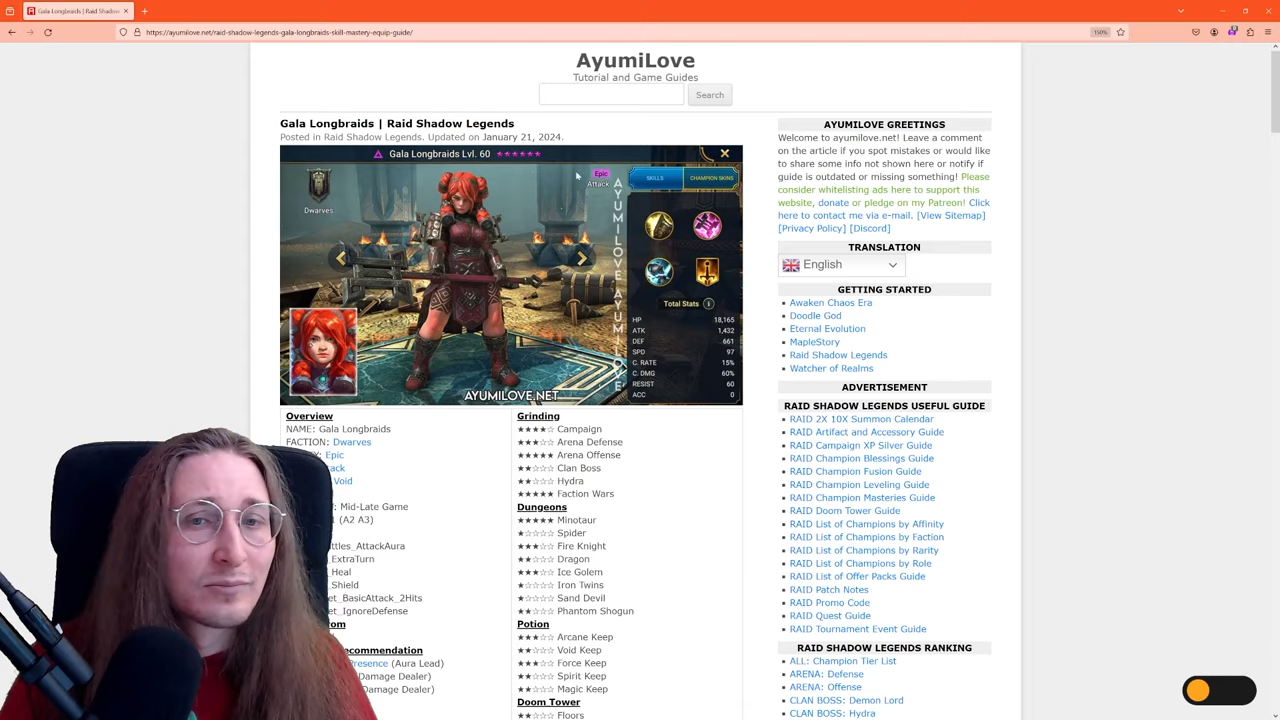 Gala Longbraids | Raid Shadow
https://ayumilove.net/raid-shadow-legends-gala-longbraids-skill-mastery-equip-guide/
150%
AyumiLove
Tutorial and Game Guides
Search
Gala Longbraids | Raid Shadow Legends
Posted in Raid Shadow Legends. Updated on January 21, 2024.
Gala Longbraids Lvl. 60
Epic
Attack
Dwarves
SKILLS
CHAMPION SKINS
AYUMILOVE AYUMILOVE
Total Stats
HP 18,165
ATK 1,432
DEF 661
SPD 97
C. RATE 15%
C. DMG 60%
RESIST 60
ACC 0
AYUMILOVE.NET
Overview
NAME: Gala Longbraids
FACTION: Dwarves
Epic
Void
Mid-Late Game
(A2 A3)
AttackAura
ExtraTurn
Heal
Shield
BasicAttack_2Hits
IgnoreDefense
Presence (Aura Lead)
Damage Dealer)
Damage Dealer)
Grinding
★★★★☆ Campaign
★★★☆☆ Arena Defense
★★★★★ Arena Offense
★★☆☆☆ Clan Boss
★★☆☆☆ Hydra
★★★★★ Faction Wars
Dungeons
★★★★★ Minotaur
★☆☆☆☆ Spider
★★★☆☆ Fire Knight
★★☆☆☆ Dragon
★★★☆☆ Ice Golem
★☆☆☆☆ Iron Twins
★☆☆☆☆ Sand Devil
★★☆☆☆ Phantom Shogun
Potion
★★★☆☆ Arcane Keep
★★★☆☆ Void Keep
★★★☆☆ Force Keep
★★★☆☆ Spirit Keep
★★★☆☆ Magic Keep
Doom Tower
★★☆☆☆ Floors
AYUMILOVE GREETINGS
Welcome to ayumilove.net! Leave a comment
on the article if you spot mistakes or would like
to share some info not shown here or notify if
guide is outdated or missing something! Please
consider whitelisting ads here to support this
website, donate or pledge on my Patreon! Click
here to contact me via e-mail. [View Sitemap]
[Privacy Policy] [Discord]
TRANSLATION
English
GETTING STARTED
Awaken Chaos Era
Doodle God
Eternal Evolution
MapleStory
Raid Shadow Legends
Watcher of Realms
ADVERTISEMENT
RAID SHADOW LEGENDS USEFUL GUIDE
RAID 2X 10X Summon Calendar
RAID Artifact and Accessory Guide
RAID Campaign XP Silver Guide
RAID Champion Blessings Guide
RAID Champion Fusion Guide
RAID Champion Leveling Guide
RAID Champion Masteries Guide
RAID Doom Tower Guide
RAID List of Champions by Affinity
RAID List of Champions by Faction
RAID List of Champions by Rarity
RAID List of Champions by Role
RAID List of Offer Packs Guide
RAID Patch Notes
RAID Promo Code
RAID Quest Guide
RAID Tournament Event Guide
RAID SHADOW LEGENDS RANKING
ALL: Champion Tier List
ARENA: Defense
ARENA: Offense
CLAN BOSS: Demon Lord
CLAN BOSS: Hydra